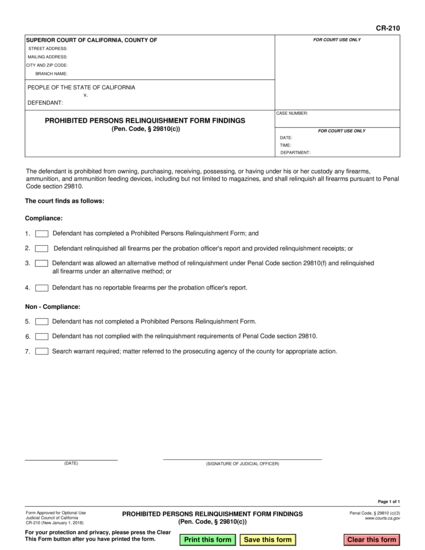 CR-210
SUPERIOR COURT OF CALIFORNIA, COUNTY OF
STREET ADDRESS:
MAILING ADDRESS:
CITY AND ZIP CODE:
BRANCH NAME:
FOR COURT USE ONLY
PEOPLE OF THE STATE OF CALIFORNIA
v.
DEFENDANT:
PROHIBITED PERSONS RELINQUISHMENT FORM FINDINGS
(Pen. Code, § 29810(c))
CASE NUMBER:
FOR COURT USE ONLY
DATE:
TIME:
DEPARTMENT:
The defendant is prohibited from owning, purchasing, receiving, possessing, or having under his or her custody any firearms,
ammunition, and ammunition feeding devices, including but not limited to magazines, and shall relinquish all firearms pursuant to Penal
Code section 29810.
The court finds as follows:
Compliance:
1. Defendant has completed a Prohibited Persons Relinquishment Form; and
2. Defendant relinquished all firearms per the probation officer's report and provided relinquishment receipts; or
3. Defendant was allowed an alternative method of relinquishment under Penal Code section 29810(f) and relinquished
all firearms under an alternative method; or
4. Defendant has no reportable firearms per the probation officer's report.
Non - Compliance:
5. Defendant has not completed a Prohibited Persons Relinquishment Form.
6. Defendant has not complied with the relinquishment requirements of Penal Code section 29810.
7. Search warrant required; matter referred to the prosecuting agency of the county for appropriate action.
(DATE)
(SIGNATURE OF JUDICIAL OFFICER)
Page 1 of 1
Form Approved for Optional Use
Judicial Council of California
CR-210 (New January 1, 2018)
PROHIBITED PERSONS RELINQUISHMENT FORM FINDINGS
(Pen. Code, § 29810(c))
Penal Code, § 29810 (c)(3)
www.courts.ca.gov
For your protection and privacy, please press the Clear
This Form button after you have printed the form.
Print this form
Save this form
Clear this form